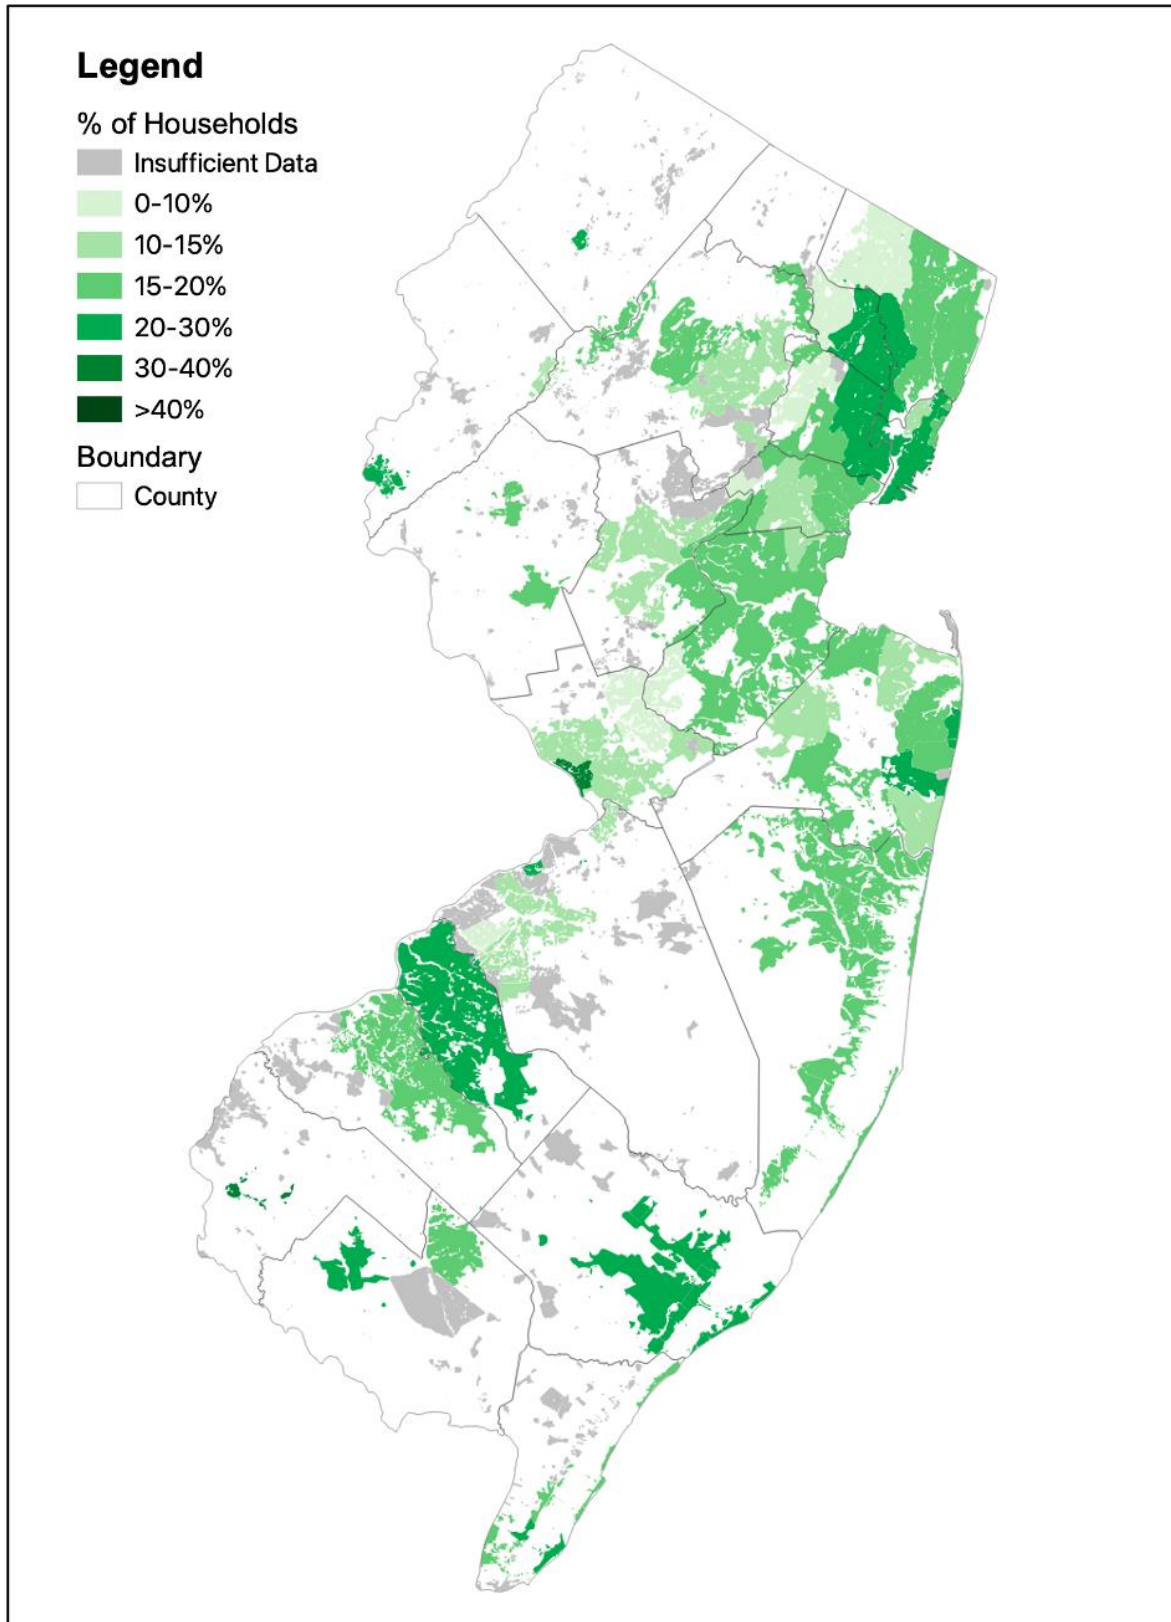 Legend
% of Households
Insufficient Data
0-10%
10-15%
15-20%
20-30%
30-40%
>40%
Boundary
County